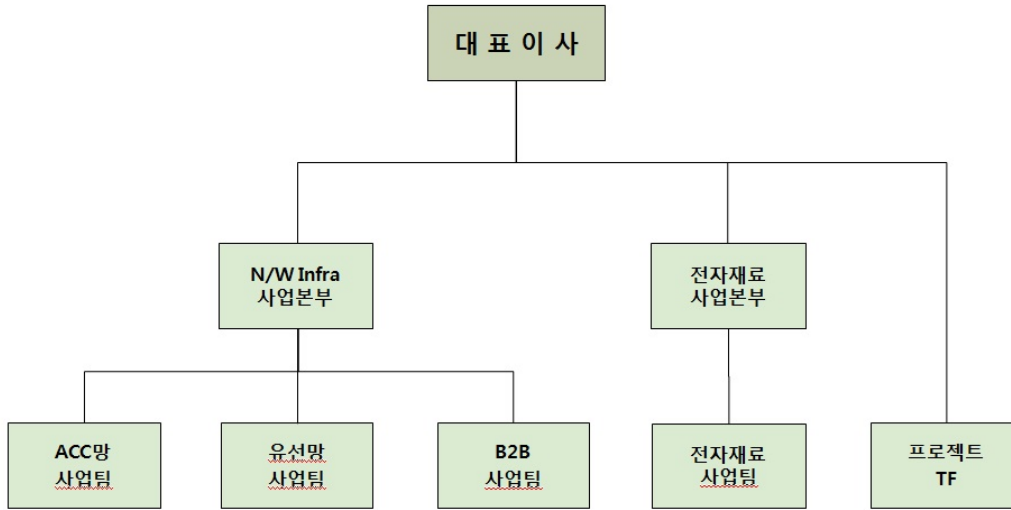 대 표 이 사
N/W Infra
사업본부
전자재료
사업본부
ACC망
사업팀
유선망
사업팀
B2B
사업팀
전자재료
사업팀
프로젝트
TF